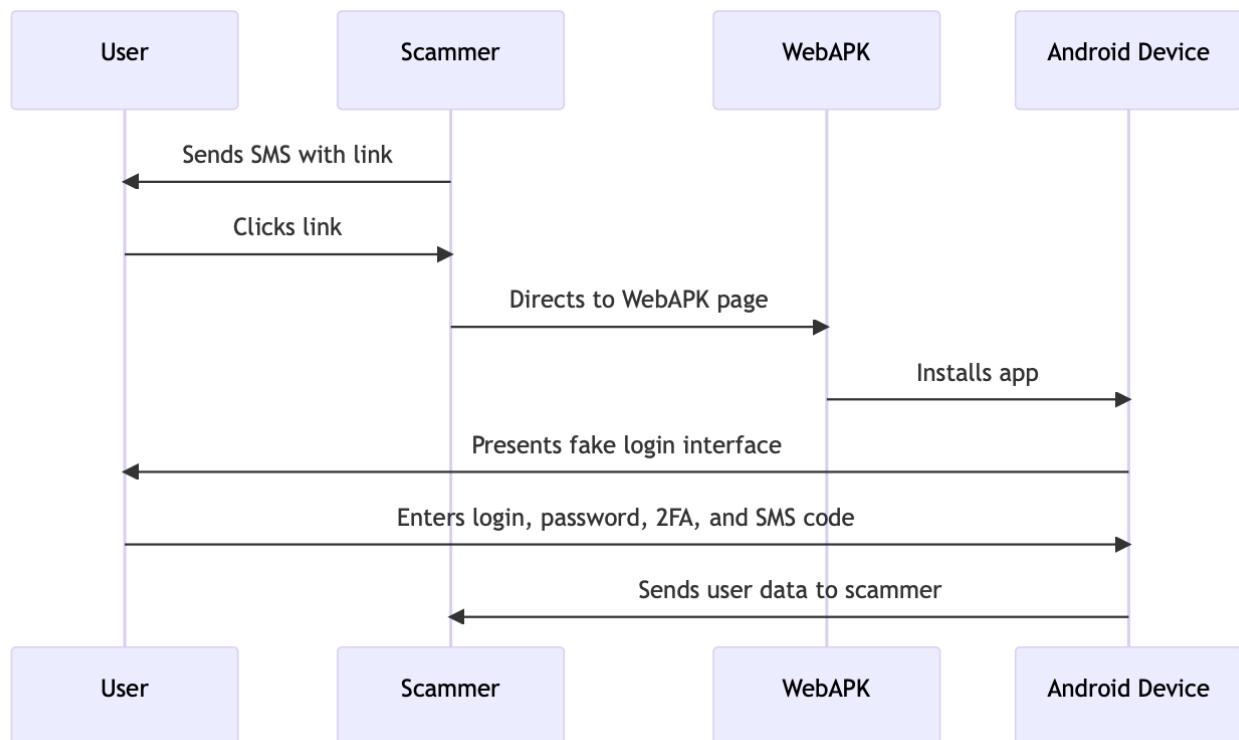 User
Scammer
WebAPK
Android Device
Sends SMS with link
Clicks link
Directs to WebAPK page
Installs app
Presents fake login interface
Enters login, password, 2FA, and SMS code
Sends user data to scammer
User
Scammer
WebAPK
Android Device